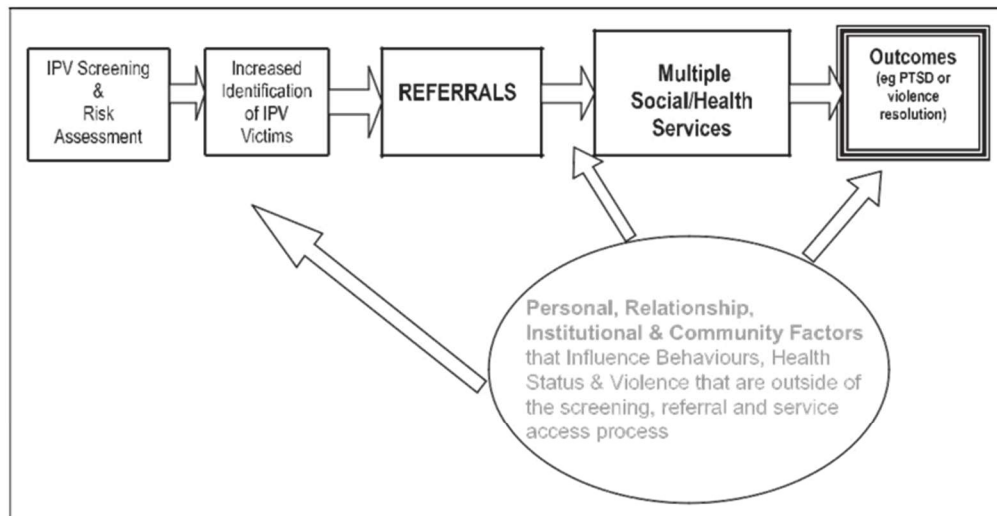 IPV Screening
&
Risk
Assessment
Increased
Identification
of IPV
Victims
REFERRALS
Multiple
Social/Health
Services
Outcomes
(eg PTSD or
violence
resolution)
Personal, Relationship,
Institutional & Community Factors
that Influence Behaviours, Health
Status & Violence that are outside of
the screening, referral and service
access process